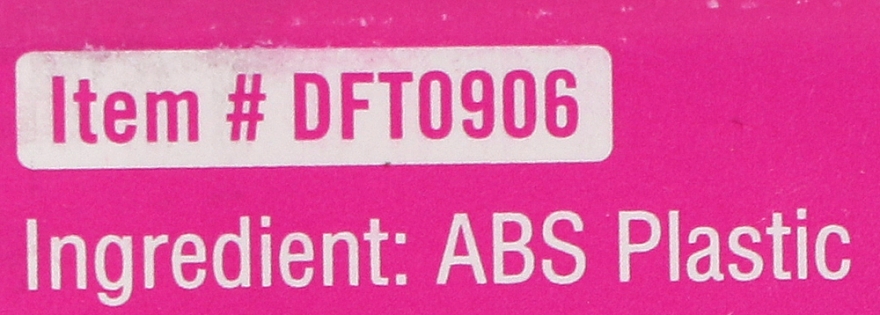 Item # DFT0906
Ingredient: ABS Plastic